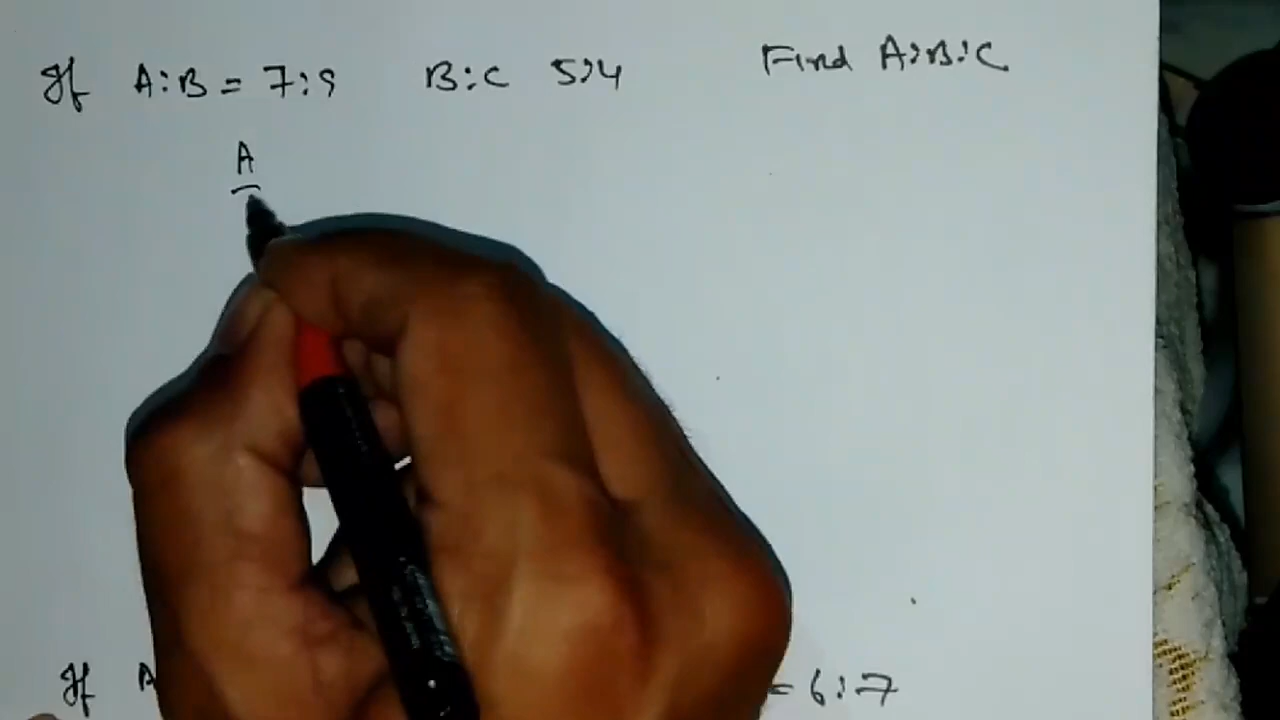 If A:B = 7:9 B:C 5:4 Find A:B:C
A
If A = 6:7